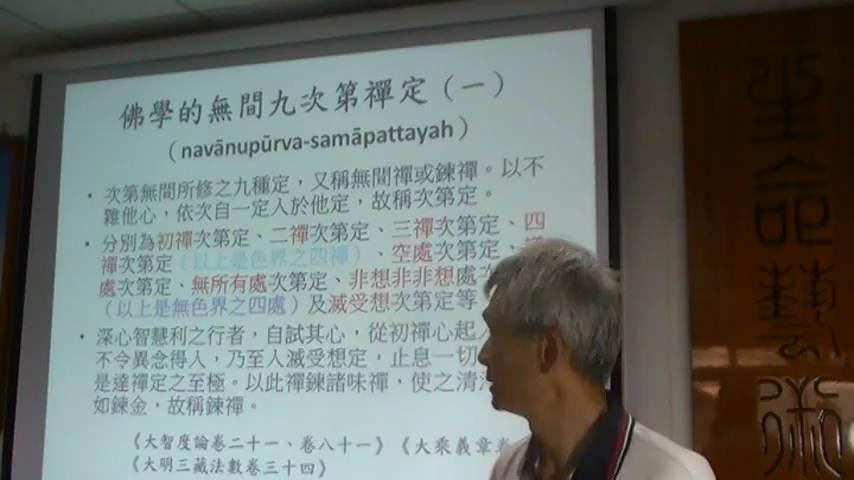 佛學的無間九次第禪定（一）
（navānupūrva-samāpattayaḥ）
• 次第無間所修之九種定，又稱無間禪或鍊禪。以不
雜他心，依次自一定入於他定，故稱次第定。
• 分別為初禪次第定、二禪次第定、三禪次第定、四
禪次第定（以上是色界之四禪）、空處次第定、
處次第定、無所有處次第定、非想非非想處次
（以上是無色界之四處）及滅受想次第定等
• 深心智慧利之行者，自試其心，從初禪心起
不令異念得入，乃至入滅受想定，止息一切
是達禪定之至極。以此禪鍊諸味禪，使之清
如鍊金，故稱鍊禪。
《大智度論卷二十一、卷八十一》《大乘義章卷
《大明三藏法數卷三十四》
生命藝術